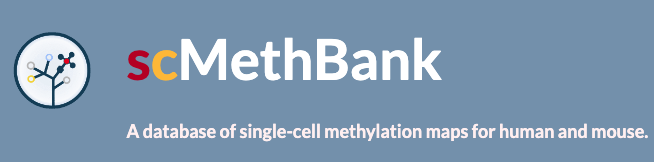 scMethBank
A database of single-cell methylation maps for human and mouse.